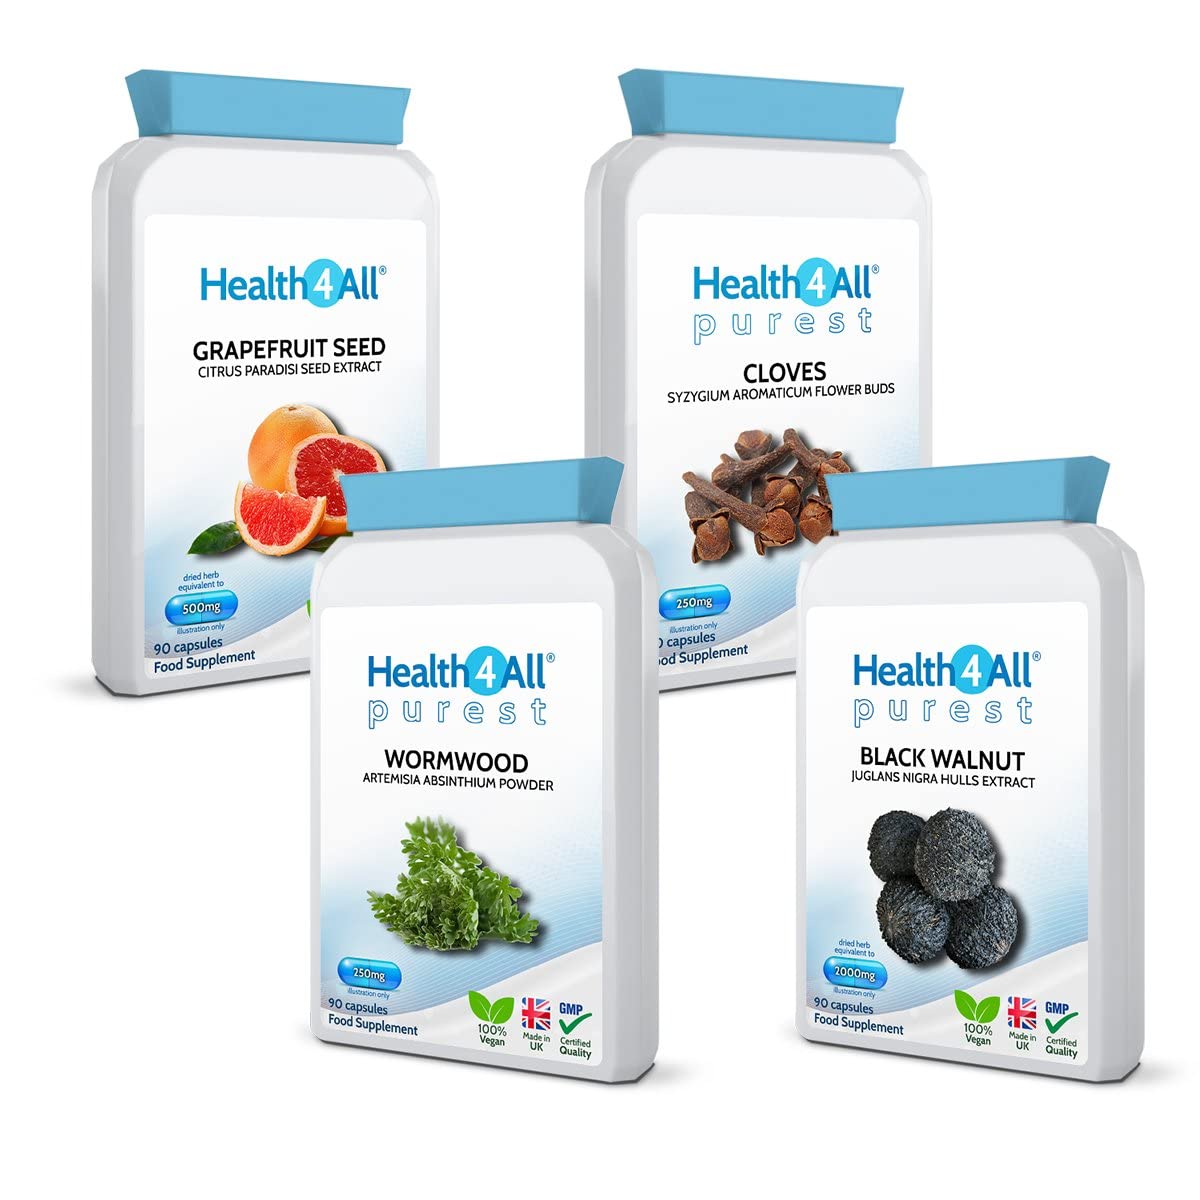 Health4All®
GRAPEFRUIT SEED
CITRUS PARADISI SEED EXTRACT
dried herb
equivalent to
500mg
illustration only
90 capsules
Food Supplement
Health4All®
purest
CLOVES
SYZYGIUM AROMATICUM FLOWER BUDS
250mg
illustration only
0 capsules
Food Supplement
Health4All®
purest
WORMWOOD
ARTEMISIA ABSINTHIUM POWDER
250mg
illustration only
90 capsules
Food Supplement
100%
Vegan
Made in
UK
GMP
Certified
Quality
Health4All®
purest
BLACK WALNUT
JUGLANS NIGRA HULLS EXTRACT
dried herb
equivalent to
2000mg
illustration only
90 capsules
Food Supplement
100%
Vegan
Made in
UK
GMP
Certified
Quality